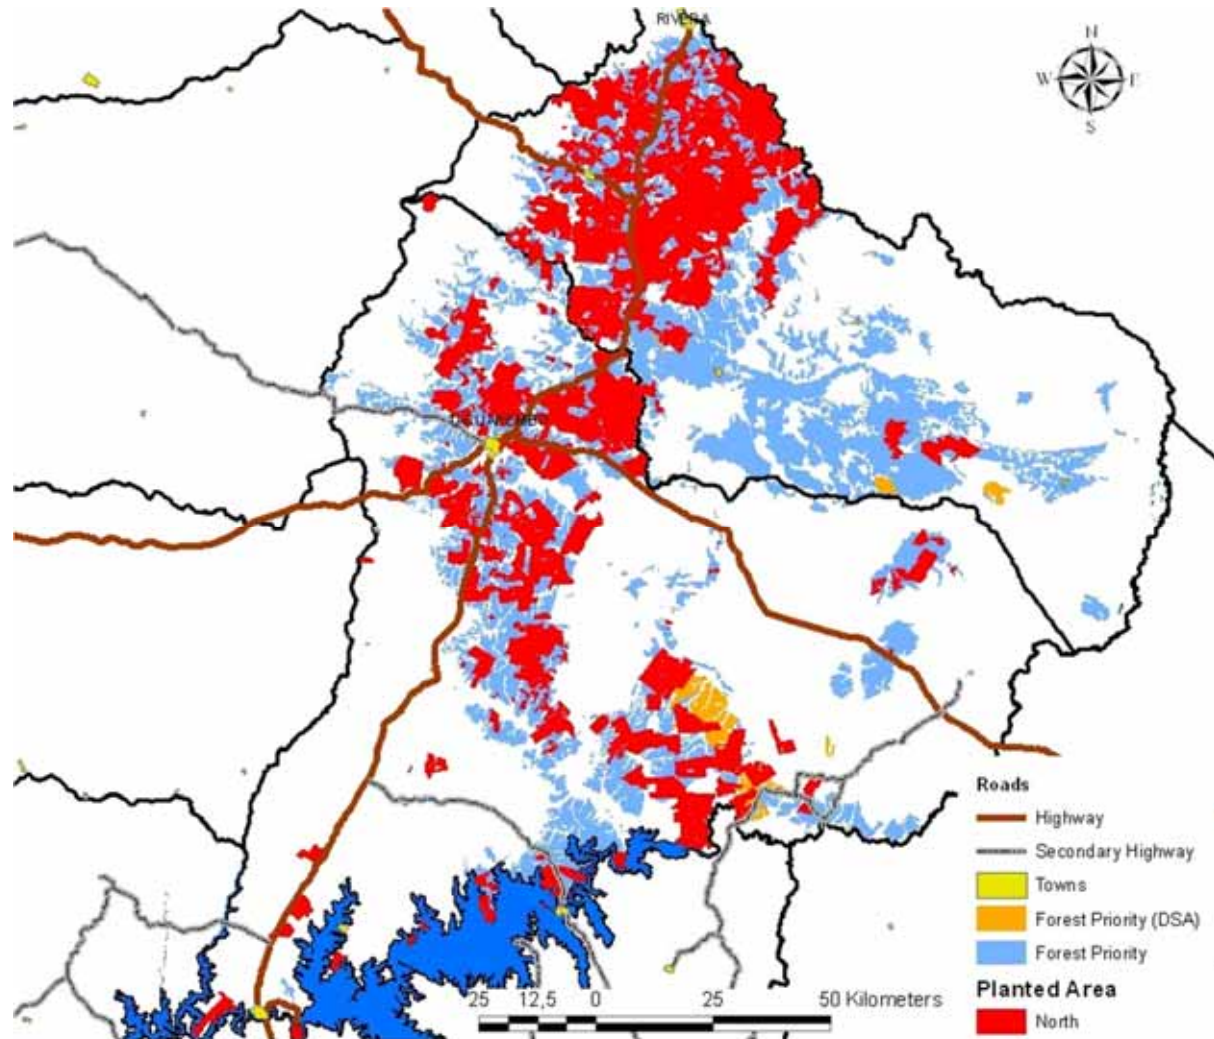 RIVERA
N
W E
S
Roads
Highway
Secondary Highway
Towns
Forest Priority (DSA)
Forest Priority
Planted Area
North
25 12,5 0 25 50 Kilometers